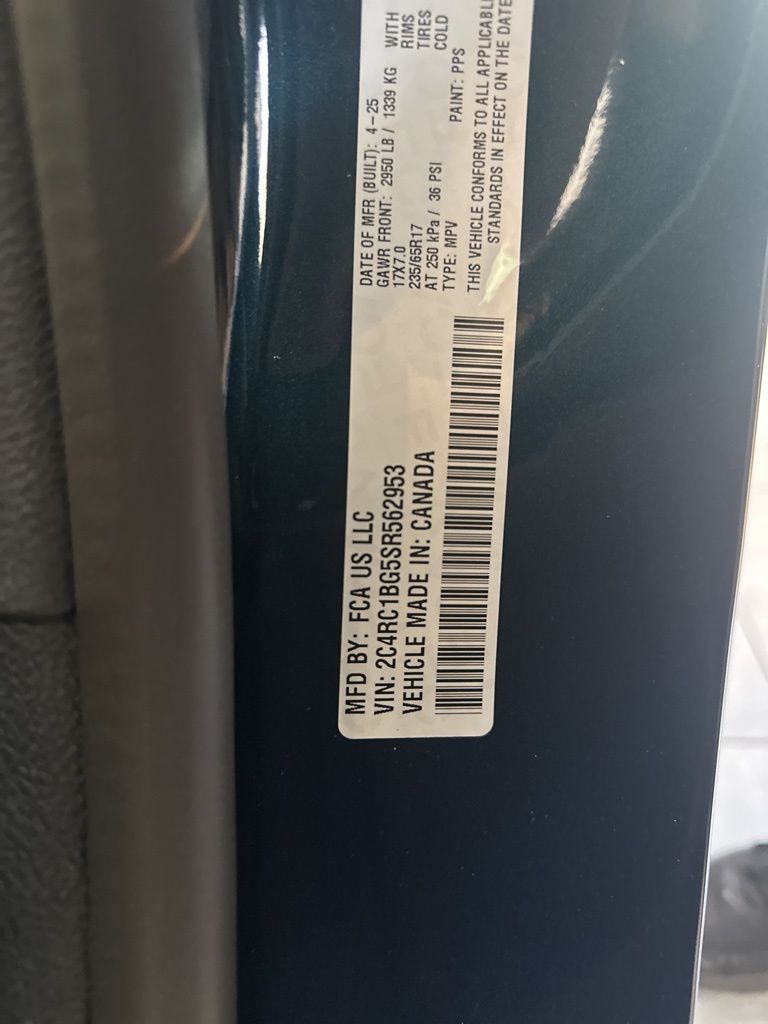 MFD BY: FCA US LLC
VIN: 2C4RC1BG5SR562953
VEHICLE MADE IN: CANADA
DATE OF MFR (BUILT): 4-25
GAWR FRONT: 2950 LB / 1339 KG WITH
17X7.0 RIMS
235/65R17 TIRES
AT 250 kPa / 36 PSI COLD
TYPE: MPV PAINT: PPS
THIS VEHICLE CONFORMS TO ALL APPLICABL
STANDARDS IN EFFECT ON THE DATE